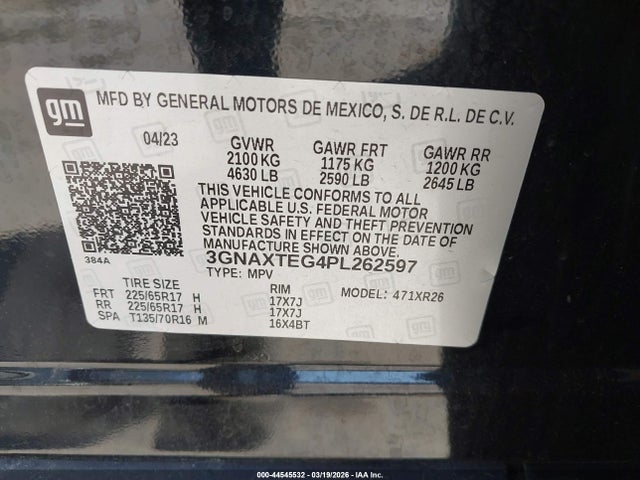 gm
MFD BY GENERAL MOTORS DE MEXICO, S. DE R.L. DE C.V.
04/23 GVWR GAWR FRT GAWR RR
2100 KG 1175 KG 1200 KG
4630 LB 2590 LB 2645 LB
THIS VEHICLE CONFORMS TO ALL
APPLICABLE U.S. FEDERAL MOTOR
VEHICLE SAFETY AND THEFT PREVENTION
STANDARDS IN EFFECT ON THE DATE OF
MANUFACTURE SHOWN ABOVE.
384A 3GNAXTEG4PL262597
TYPE: MPV
TIRE SIZE RIM MODEL: 471XR26
FRT 225/65R17 H 17X7J
RR 225/65R17 H 17X7J
SPA T135/70R16 M 16X4BT
000-44545532 — 03/19/2026 - IAA Inc.